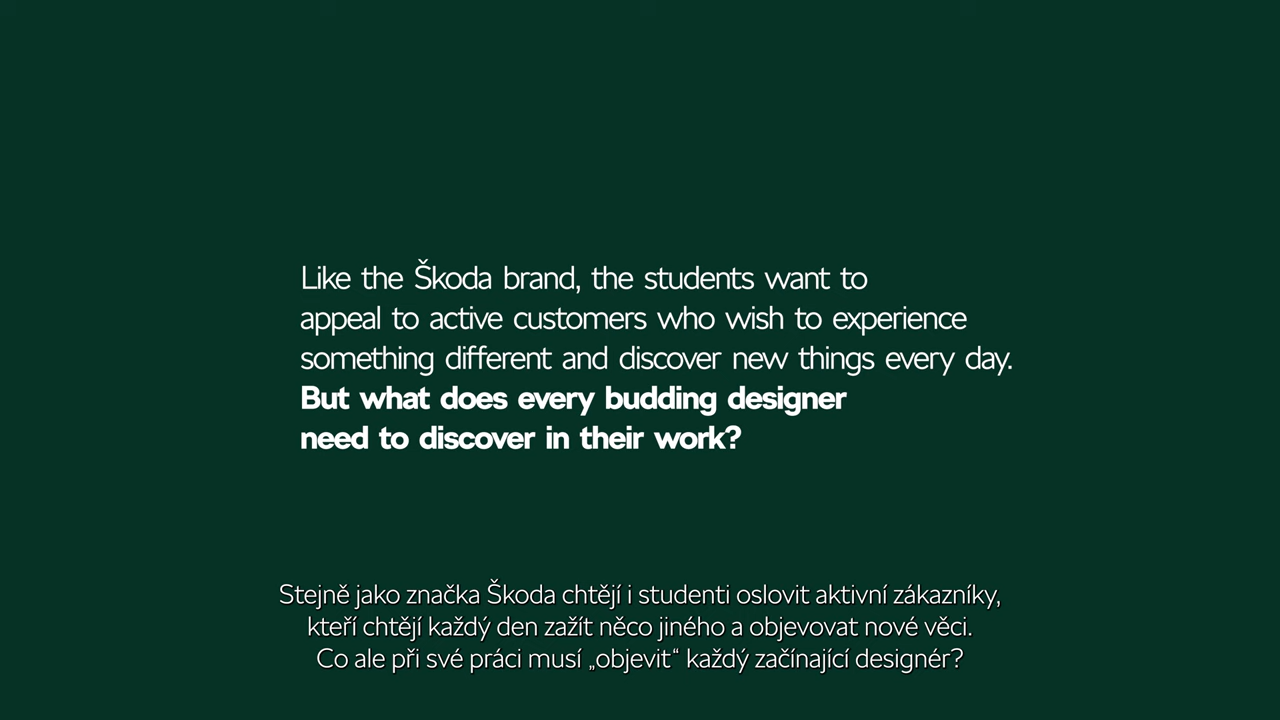 Like the Škoda brand, the students want to
appeal to active customers who wish to experience
something different and discover new things every day.
But what does every budding designer
need to discover in their work?
Stejně jako značka Škoda chtějí i studenti oslovit aktivní zákazníky,
kteří chtějí každý den zažít něco jiného a objevovat nové věci.
Co ale při své práci musí „objevit“ každý začínající designér?